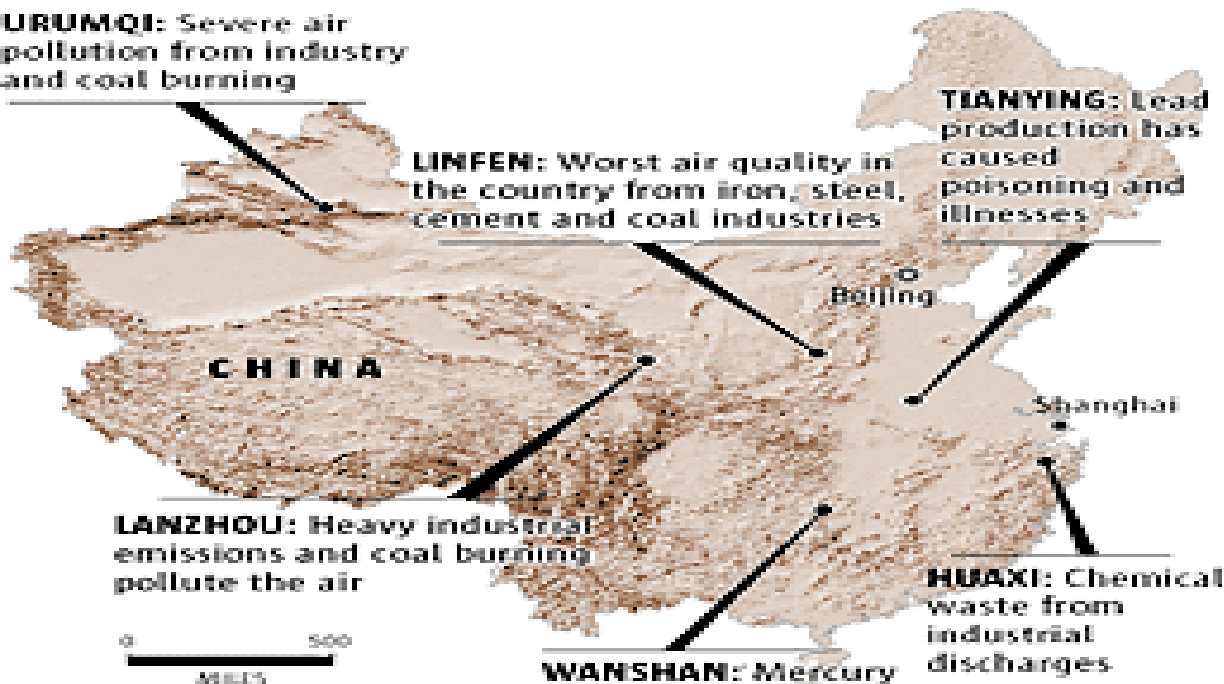 URUMQI: Severe air
pollution from industry
and coal burning
TIANYING: Lead
production has
caused
poisoning and
illnesses
LINFEN: Worst air quality in
the country from iron, steel,
cement and coal industries
Beijing
CHINA
Shanghai
LANZHOU: Heavy industrial
emissions and coal burning
pollute the air
HUAXI: Chemical
waste from
industrial
discharges
0 500
MILES
WANSHAN: Mercury